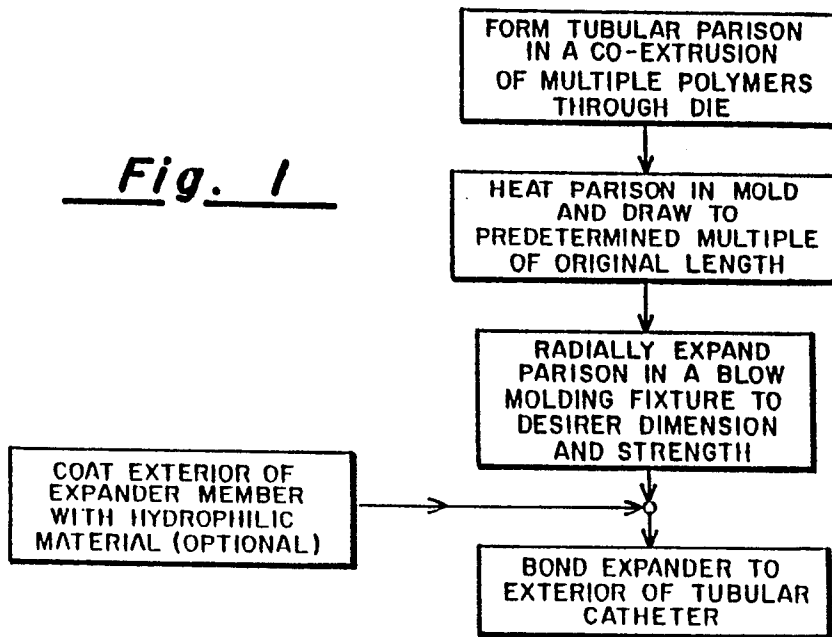 FORM TUBULAR PARISON
IN A CO-EXTRUSION
OF MULTIPLE POLYMERS
THROUGH DIE
Fig. 1
HEAT PARISON IN MOLD
AND DRAW TO
PREDETERMINED MULTIPLE
OF ORIGINAL LENGTH
RADIALLY EXPAND
PARISON IN A BLOW
MOLDING FIXTURE TO
DESIRER DIMENSION
AND STRENGTH
COAT EXTERIOR OF
EXPANDER MEMBER
WITH HYDROPHILIC
MATERIAL (OPTIONAL)
BOND EXPANDER TO
EXTERIOR OF TUBULAR
CATHETER